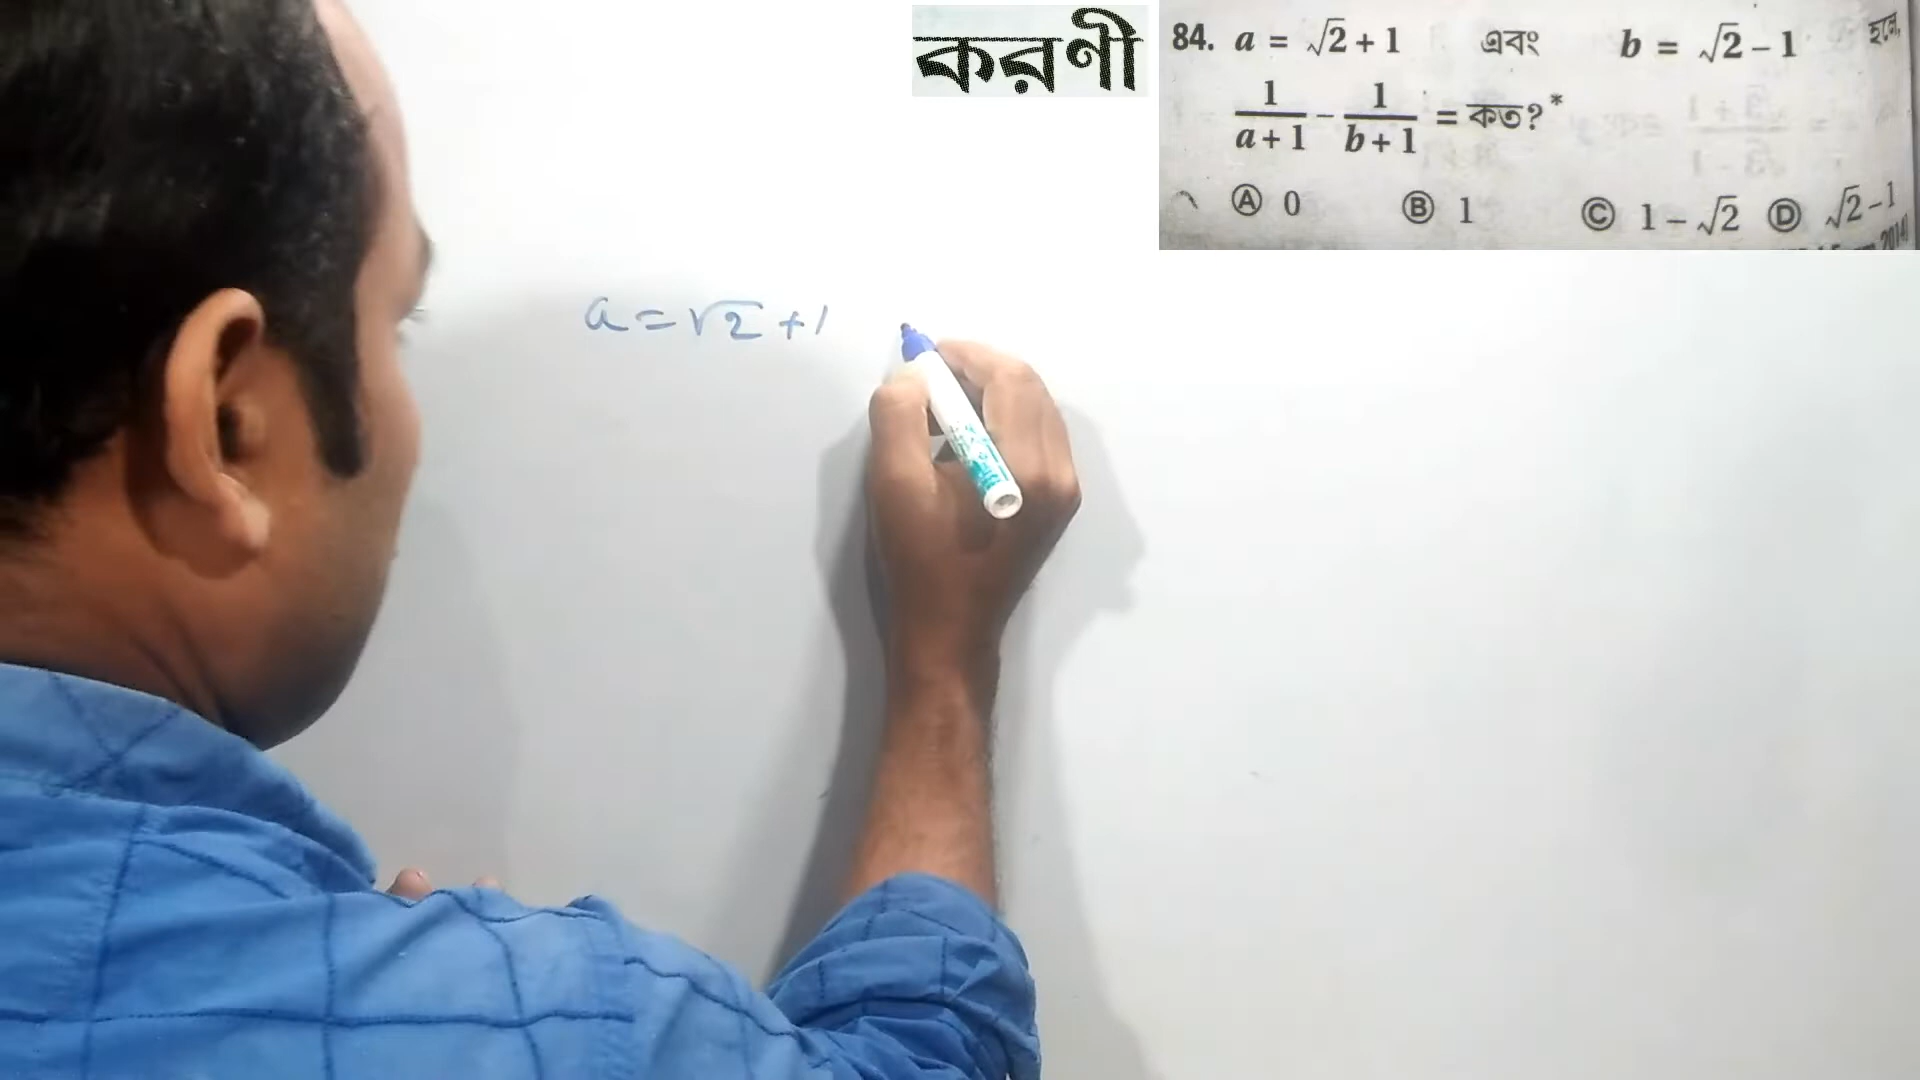 করণী
84. a = √2 + 1 এবং b = √2 - 1 হলে,
1/(a+1) - 1/(b+1) = কত?*
Ⓐ 0 Ⓑ 1 Ⓒ 1 - √2 Ⓓ √2 - 1
2014)
a = √2 + 1